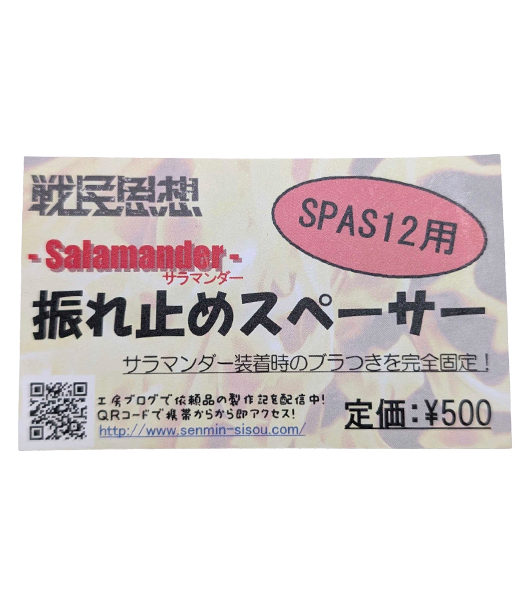 戦民思想
SPAS12用
- Salamander -
サラマンダー
振れ止めスペーサー
サラマンダー装着時のブラつきを完全固定!
工房ブログで依頼品の製作記を配信中!
QRコードで携帯からから即アクセス!
http://www.senmin-sisou.com/
定価:¥500